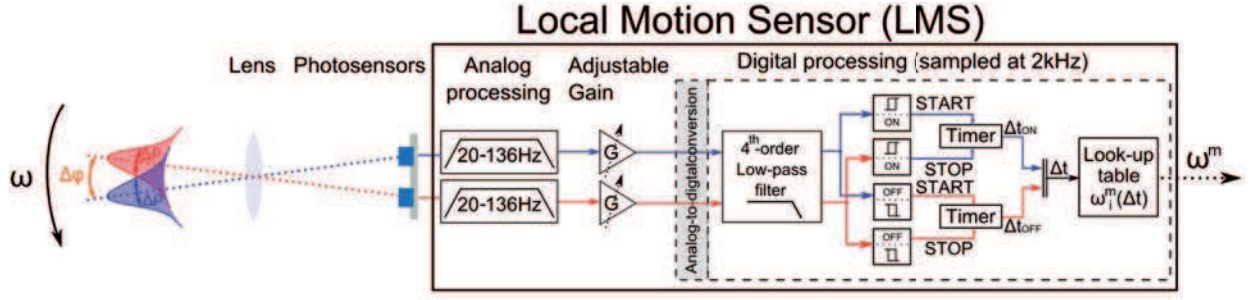 Local Motion Sensor (LMS)
Lens
Photosensors
Analog
processing
Adjustable
Gain
Digital processing (sampled at 2kHz)
ω
Δφ
Δρ
Δρ
20-136Hz
20-136Hz
G
G
Analog-to-digitalconversion
4th-order
Low-pass
filter
ON
START
ON
STOP
Timer
ΔtON
OFF
START
OFF
STOP
Timer
ΔtOFF
Δt
Look-up
table
ωᵢᵐ(Δt)
ωᵐ